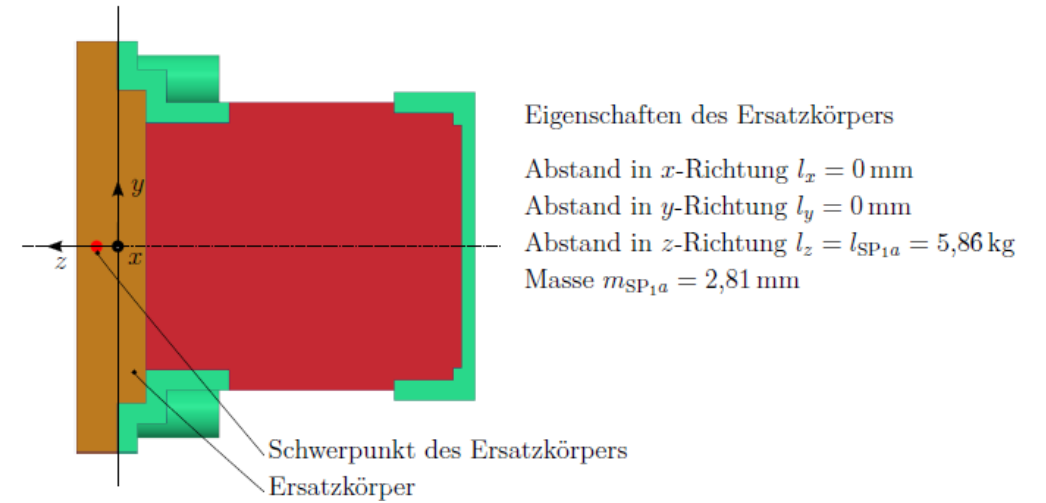 Eigenschaften des Ersatzkörpers
Abstand in x-Richtung lₓ = 0 mm
Abstand in y-Richtung l_y = 0 mm
Abstand in z-Richtung l_z = l_SP₁ₐ = 5,86 kg
Masse m_SP₁ₐ = 2,81 mm
y
z
x
Schwerpunkt des Ersatzkörpers
Ersatzkörper